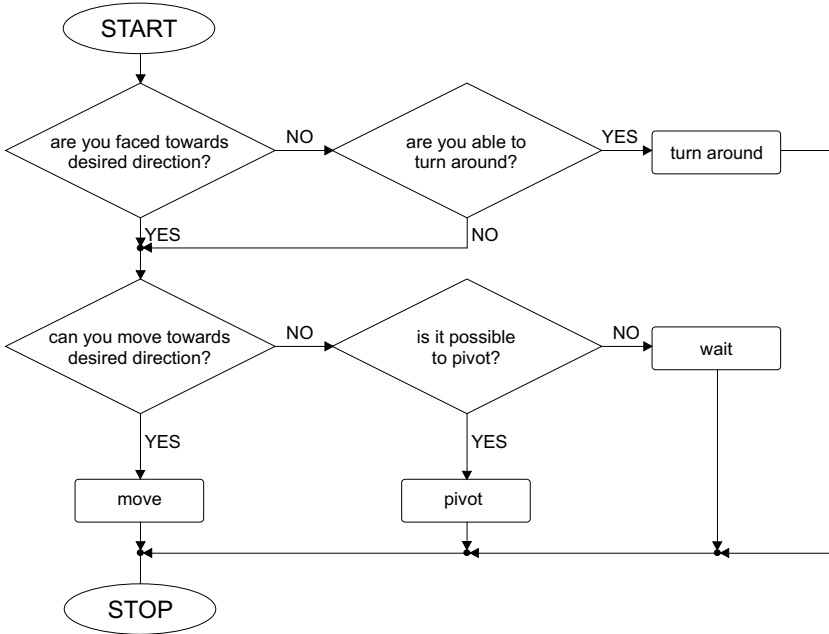 START
are you faced towards
desired direction?
NO
are you able to
turn around?
YES
turn around
YES
NO
can you move towards
desired direction?
NO
is it possible
to pivot?
NO
wait
YES
YES
move
pivot
STOP